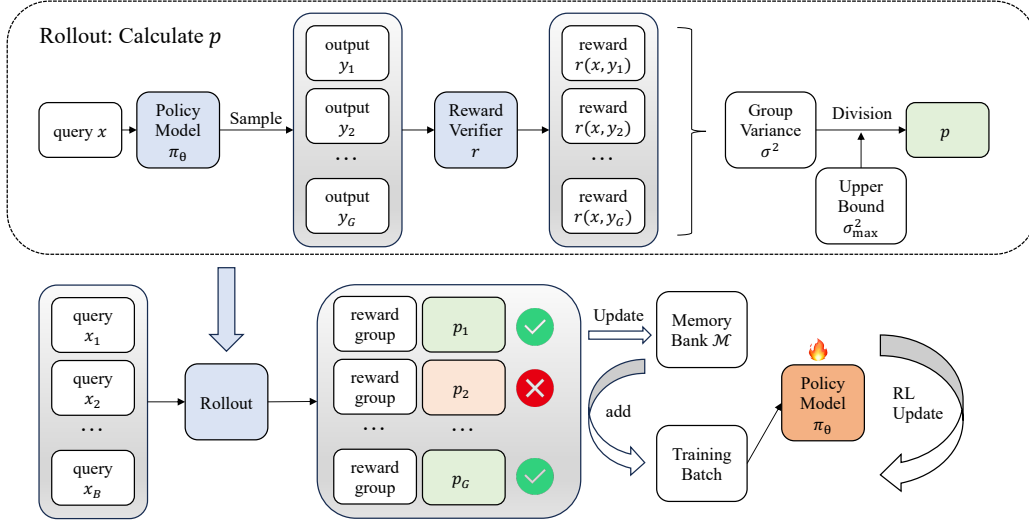 Rollout: Calculate p
query x
Policy
Model
π_θ
Sample
output
y_1
output
y_2
...
output
y_G
Reward
Verifier
r
reward
r(x, y_1)
reward
r(x, y_2)
...
reward
r(x, y_G)
Group
Variance
σ^2
Division
p
Upper
Bound
σ_max^2
query
x_1
query
x_2
...
query
x_B
Rollout
reward
group
p_1
reward
group
p_2
... ...
reward
group
p_G
Update
Memory
Bank ℳ
add
Training
Batch
Policy
Model
π_θ
RL
Update